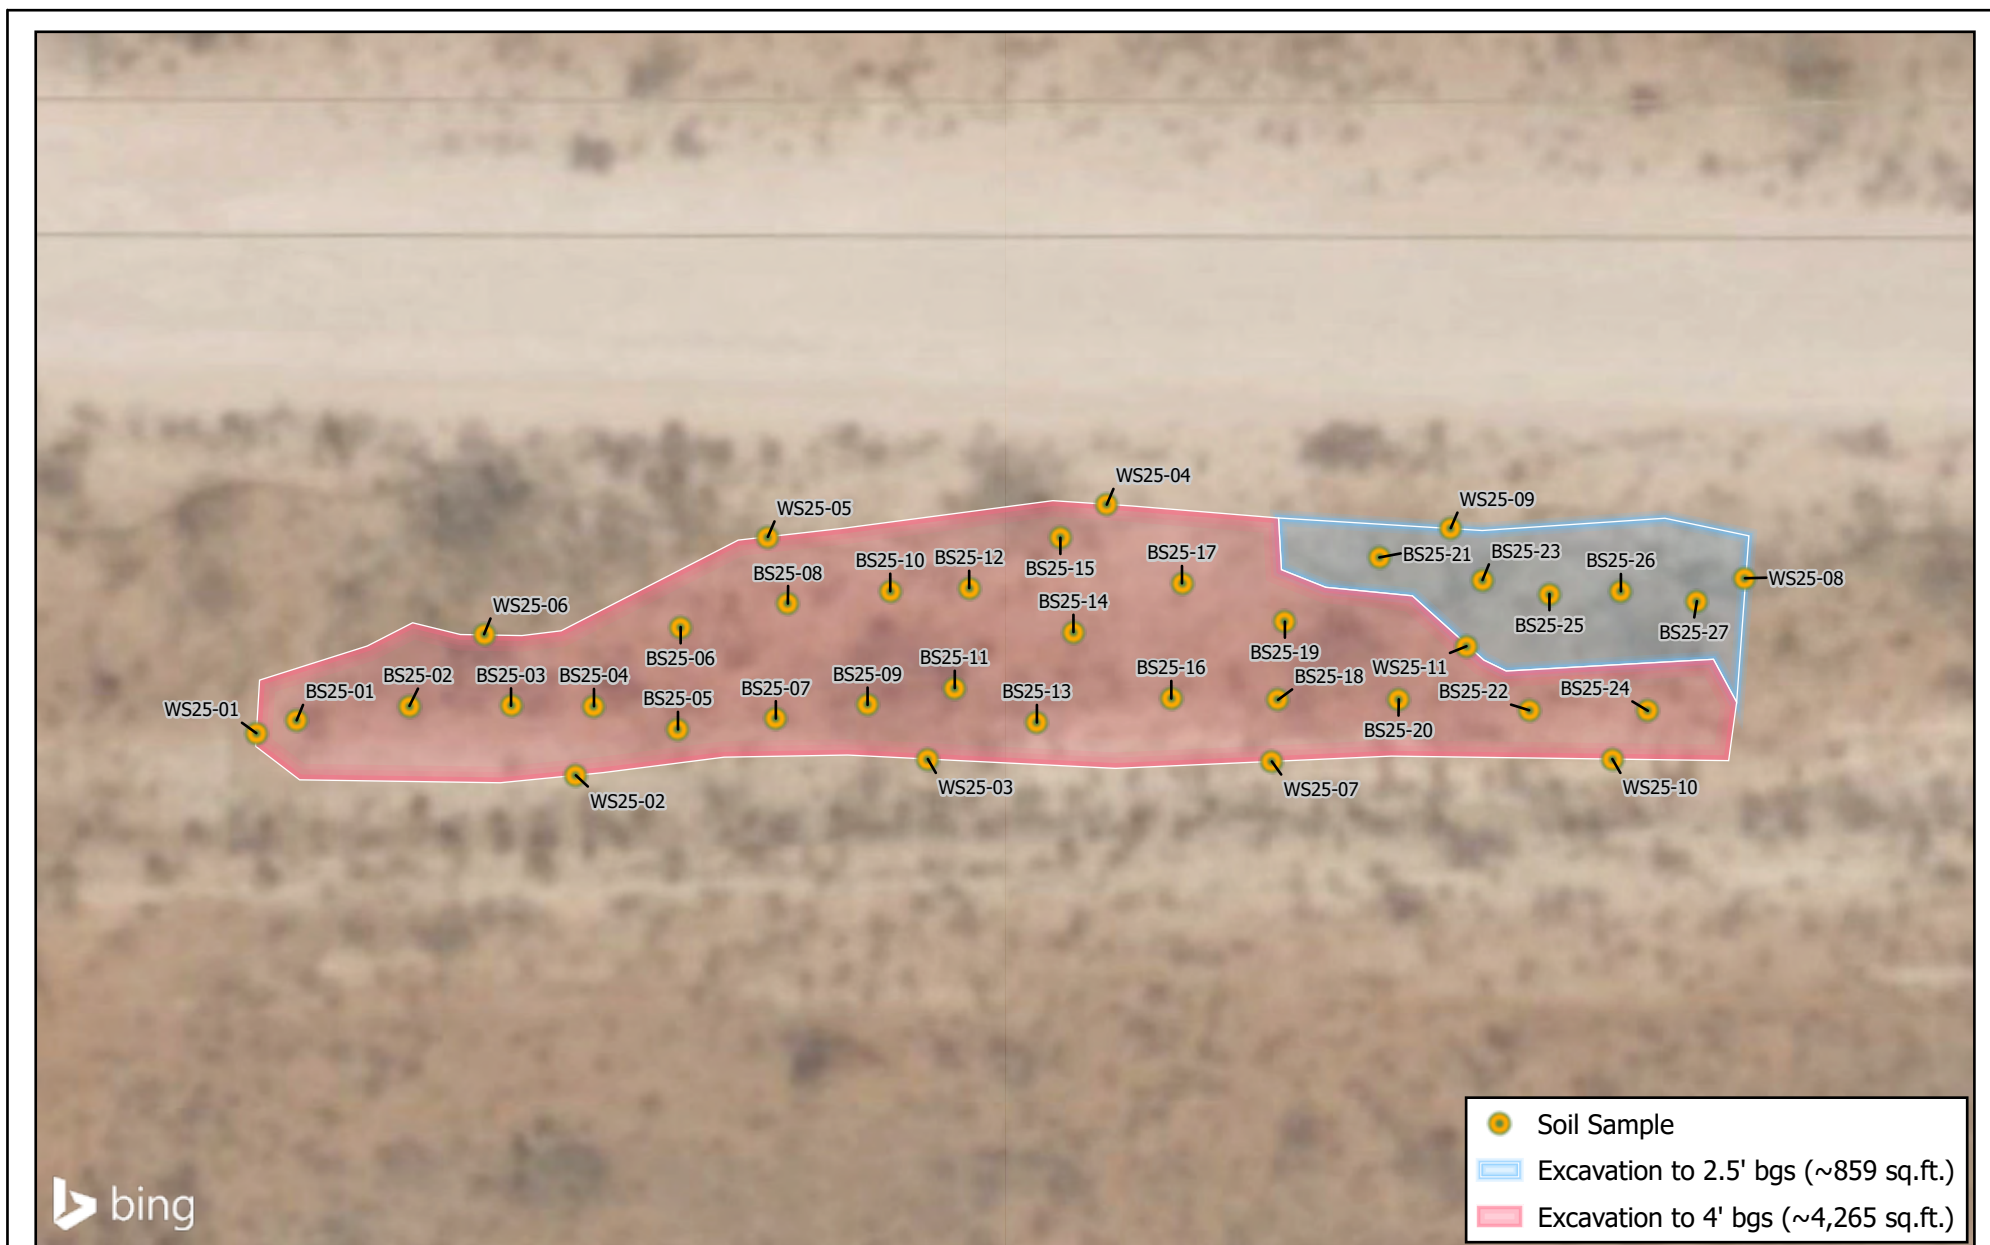 WS25-04
WS25-09
WS25-05
BS25-15
BS25-17
BS25-21
BS25-23
BS25-26
WS25-08
BS25-10
BS25-12
BS25-08
WS25-06
BS25-14
BS25-25
BS25-27
BS25-06
BS25-19
WS25-11
BS25-11
BS25-09
BS25-16
BS25-18
BS25-22
BS25-24
BS25-02
BS25-03
BS25-04
BS25-01
WS25-01
BS25-05
BS25-07
BS25-13
BS25-20
WS25-02
WS25-03
WS25-07
WS25-10
Soil Sample
Excavation to 2.5' bgs (~859 sq.ft.)
Excavation to 4' bgs (~4,265 sq.ft.)
bing